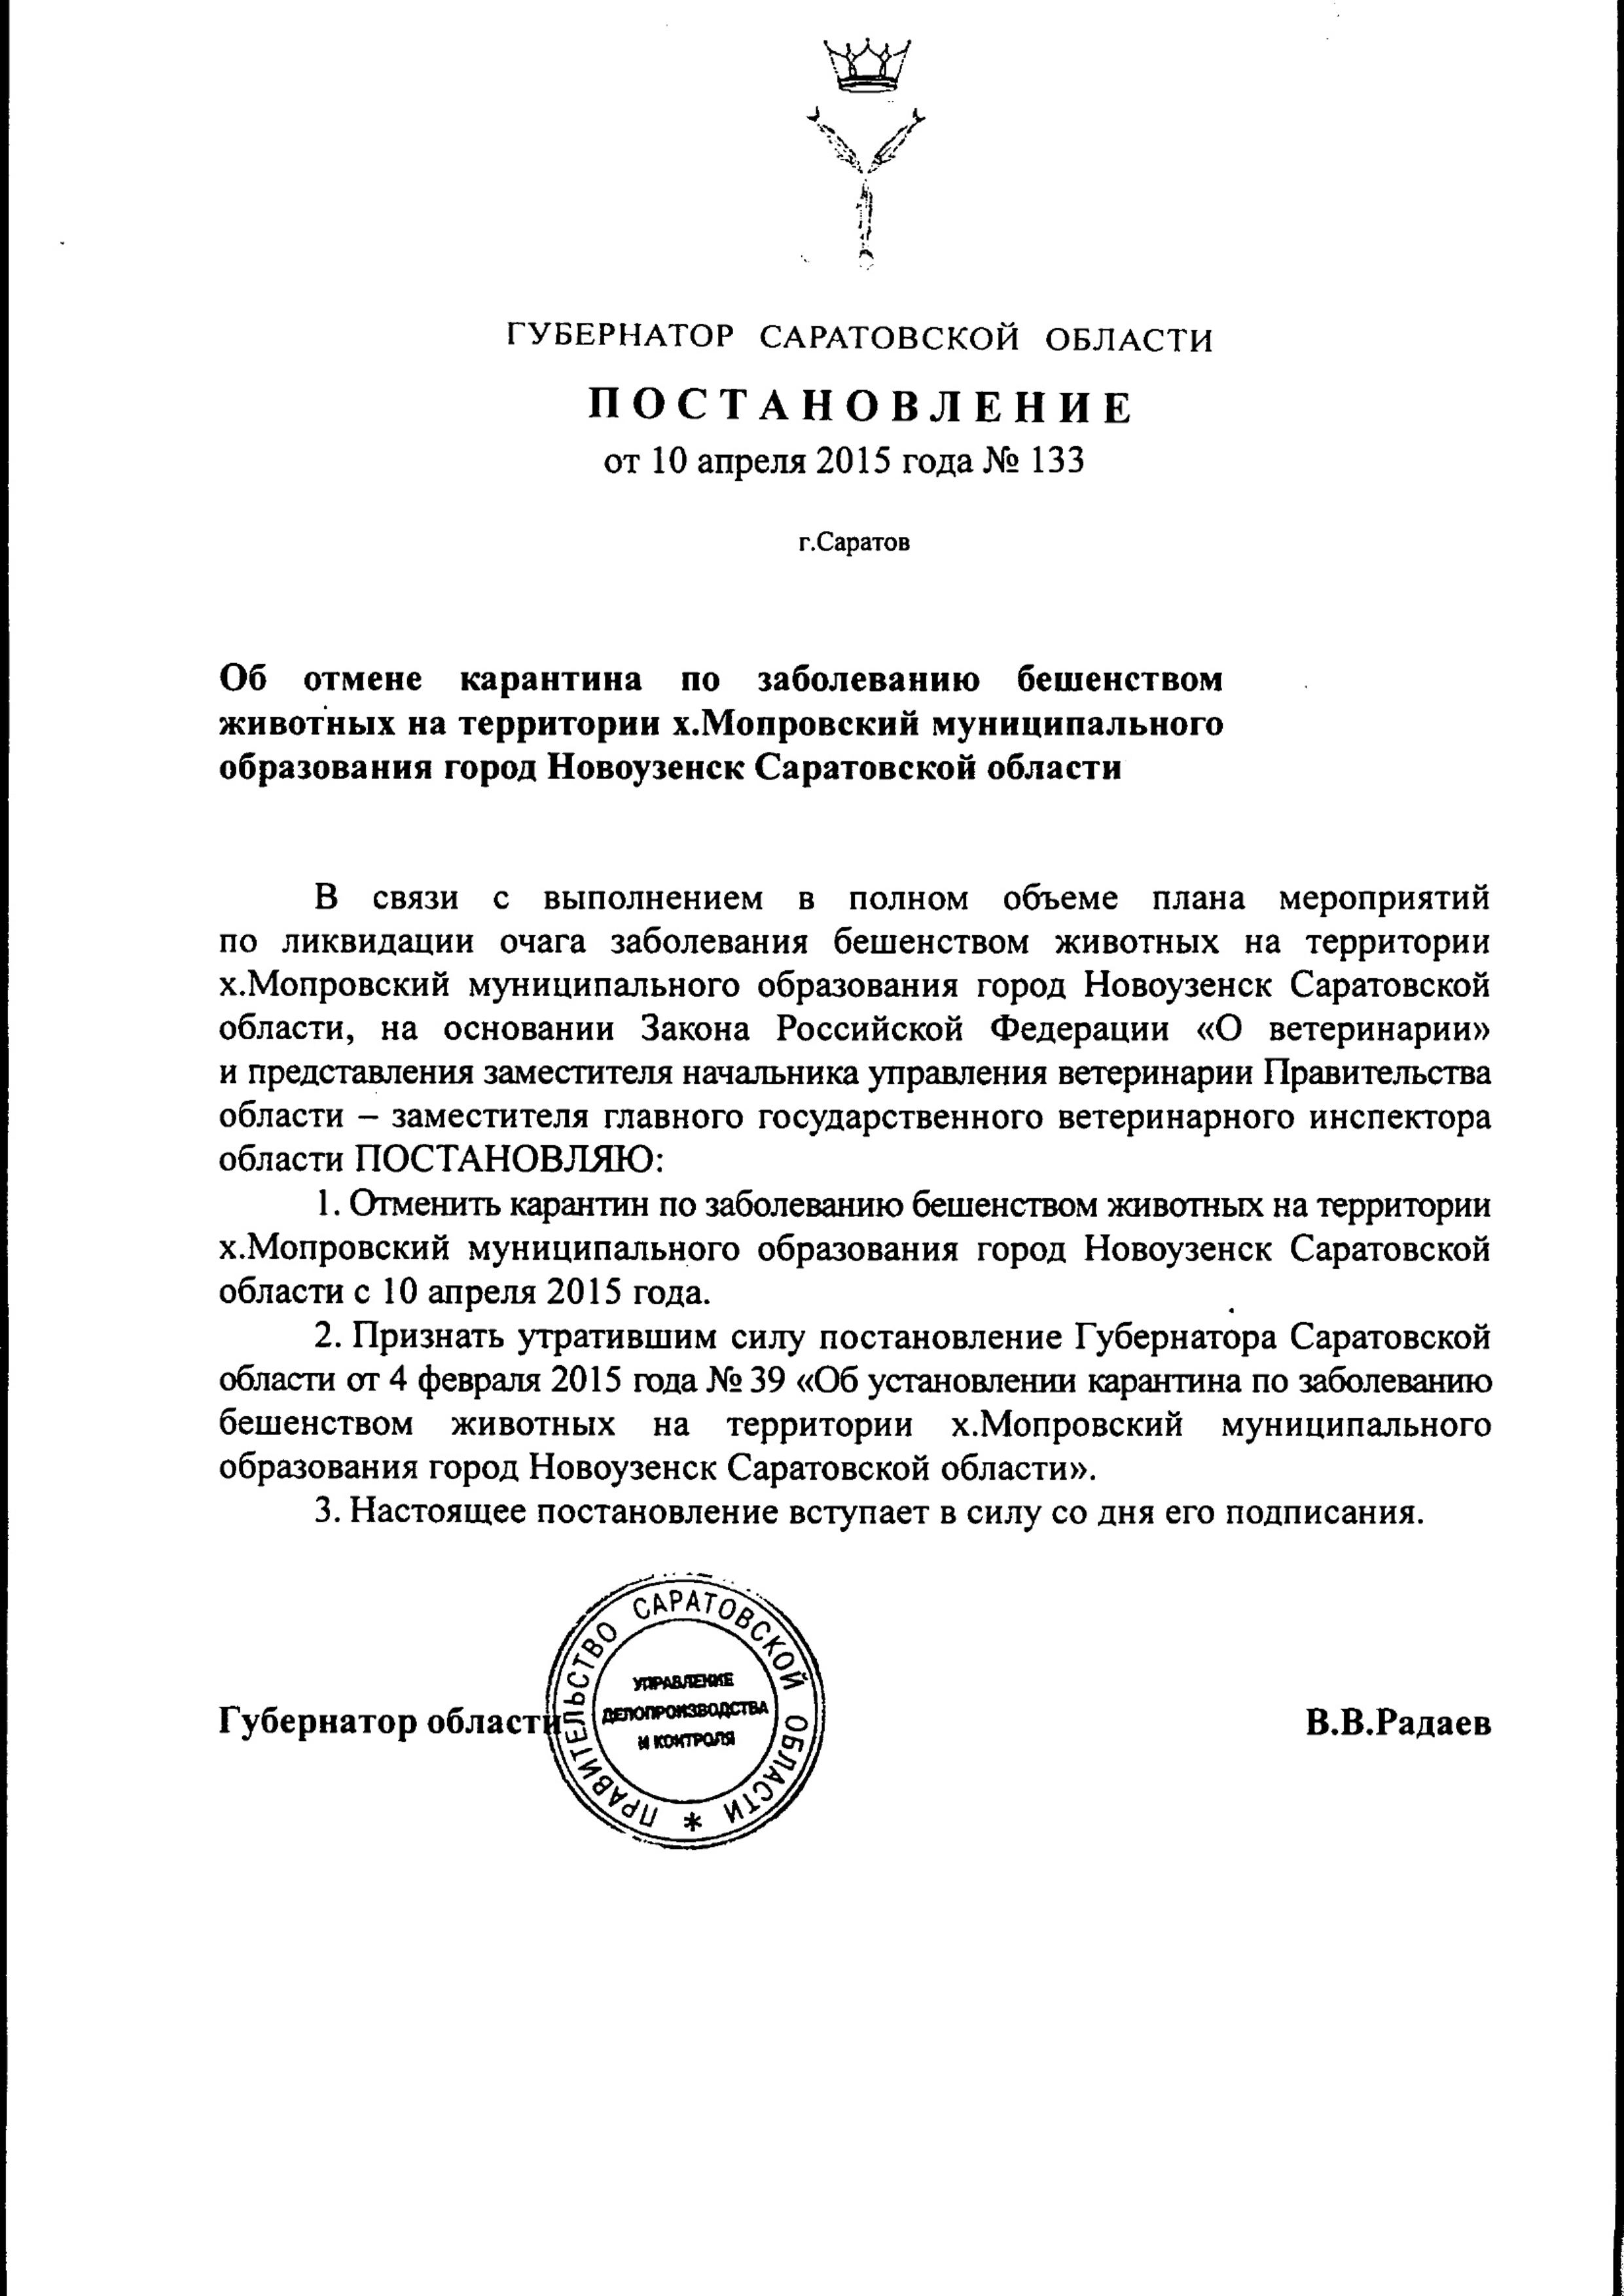 ГУБЕРНАТОР САРАТОВСКОЙ ОБЛАСТИ
ПОСТАНОВЛЕНИЕ
от 10 апреля 2015 года № 133
г.Саратов
Об отмене карантина по заболеванию бешенством
животных на территории х.Мопровский муниципального
образования город Новоузенск Саратовской области
В связи с выполнением в полном объеме плана мероприятий
по ликвидации очага заболевания бешенством животных на территории
х.Мопровский муниципального образования город Новоузенск Саратовской
области, на основании Закона Российской Федерации «О ветеринарии»
и представления заместителя начальника управления ветеринарии Правительства
области – заместителя главного государственного ветеринарного инспектора
области ПОСТАНОВЛЯЮ:
1. Отменить карантин по заболеванию бешенством животных на территории
х.Мопровский муниципального образования город Новоузенск Саратовской
области с 10 апреля 2015 года.
2. Признать утратившим силу постановление Губернатора Саратовской
области от 4 февраля 2015 года № 39 «Об установлении карантина по заболеванию
бешенством животных на территории х.Мопровский муниципального
образования город Новоузенск Саратовской области».
3. Настоящее постановление вступает в силу со дня его подписания.
Губернатор области
ПРАВИТЕЛЬСТВО САРАТОВСКОЙ ОБЛАСТИ *
УПРАВЛЕНИЕ
ДЕЛОПРОИЗВОДСТВА
И КОНТРОЛЯ
В.В.Радаев